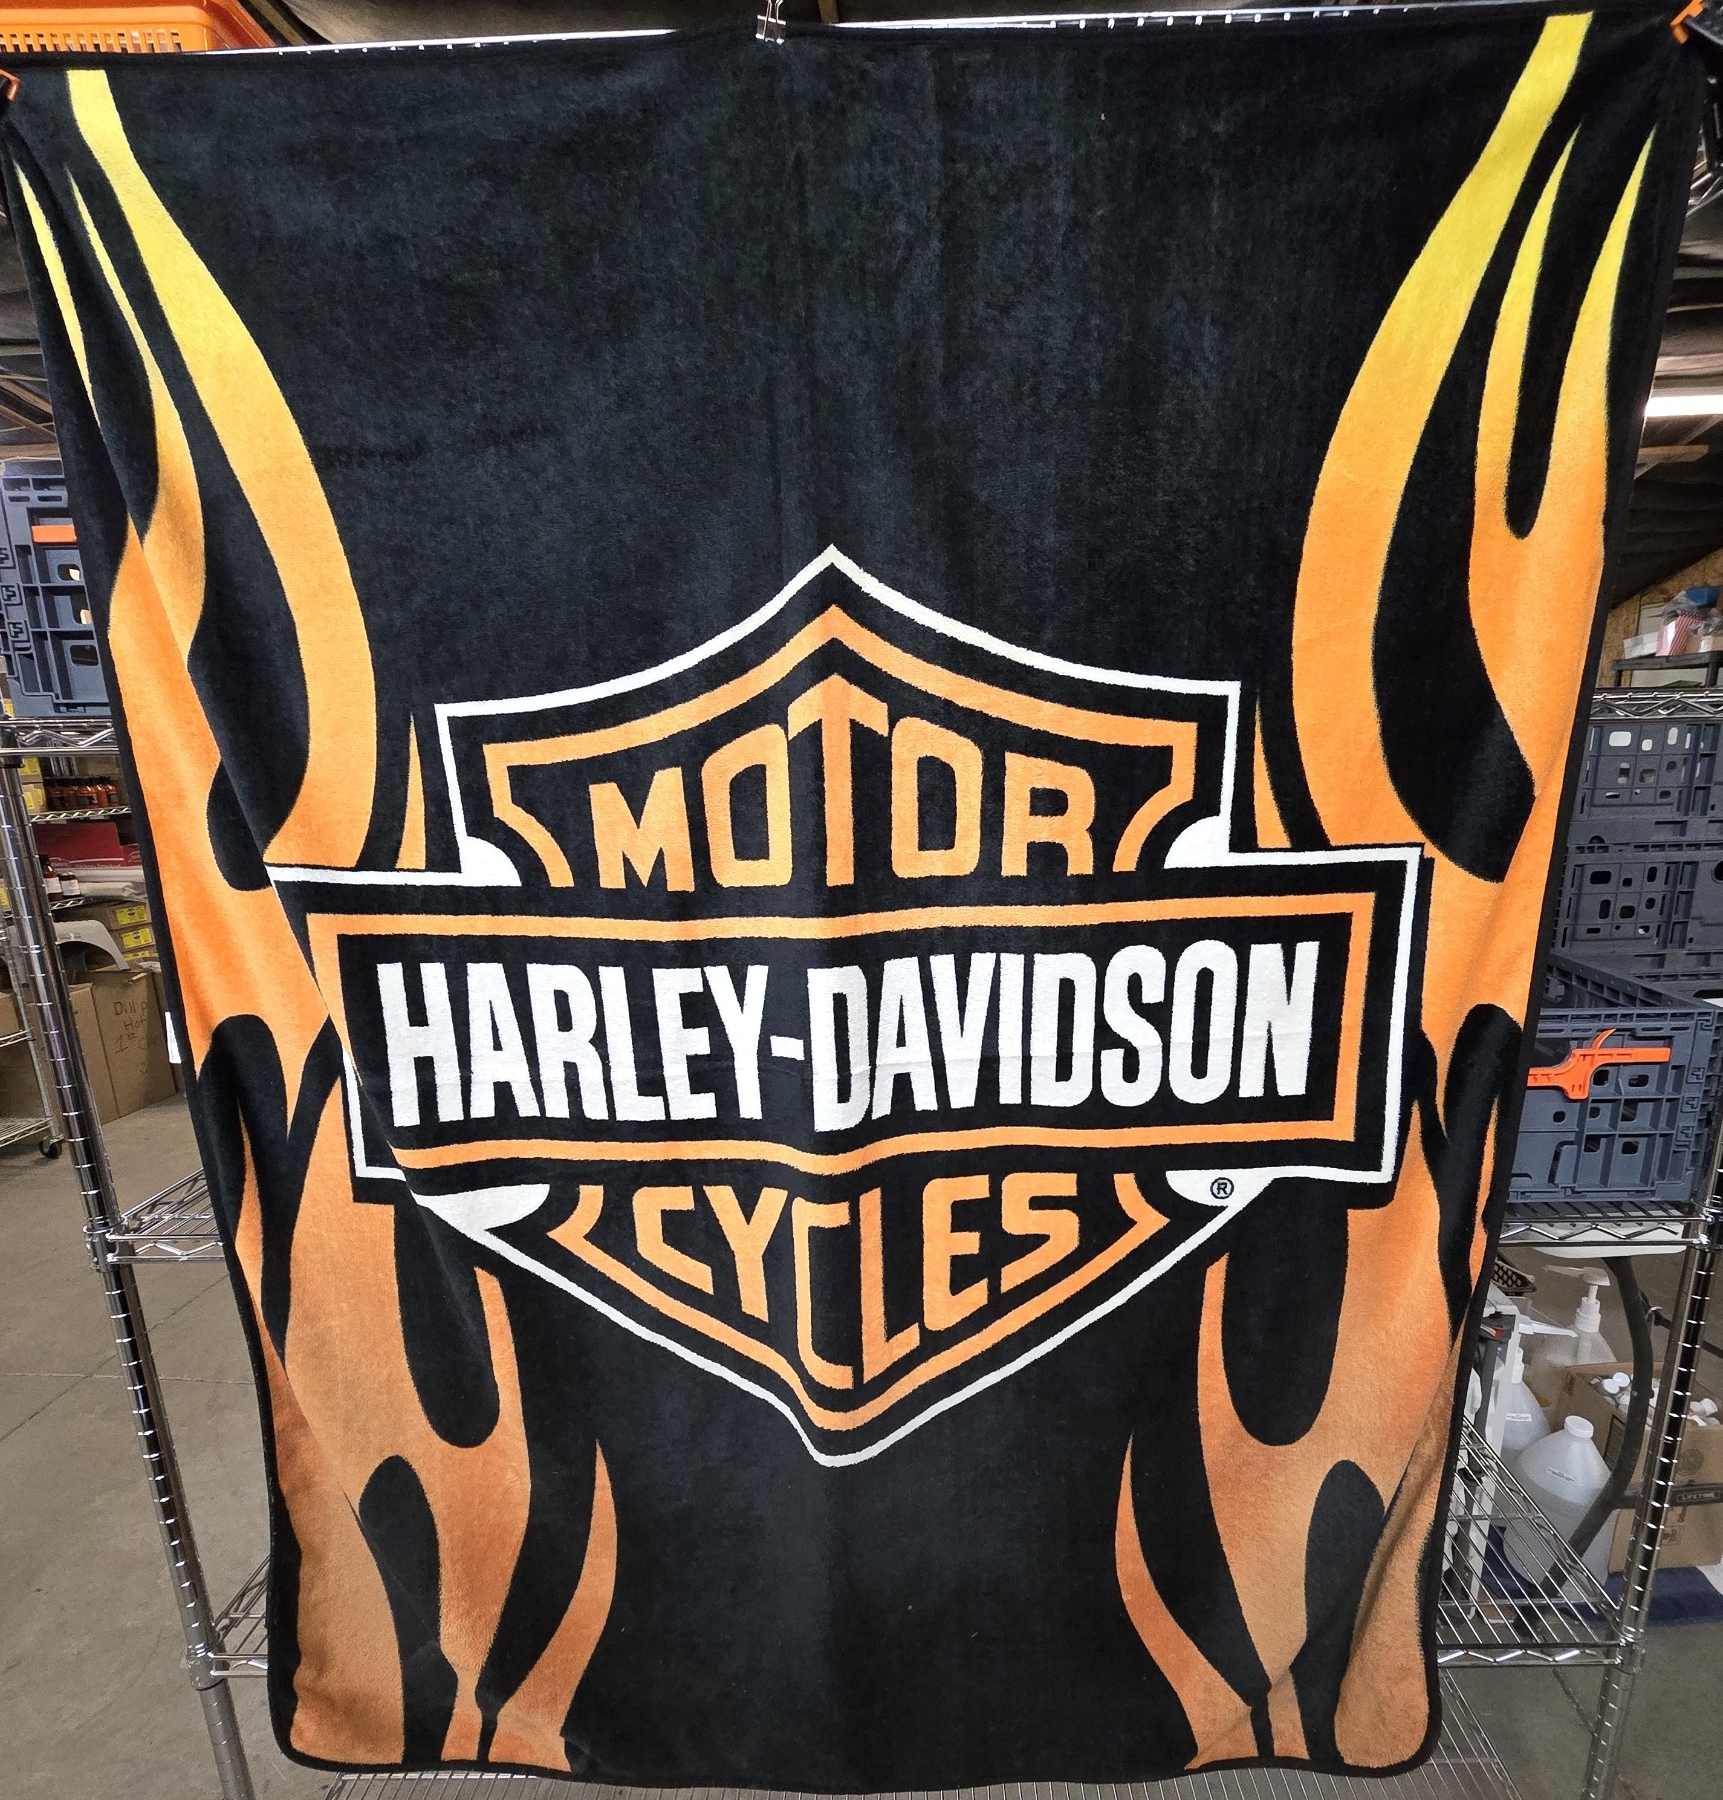 MOTOR
HARLEY-DAVIDSON
®
CYCLES